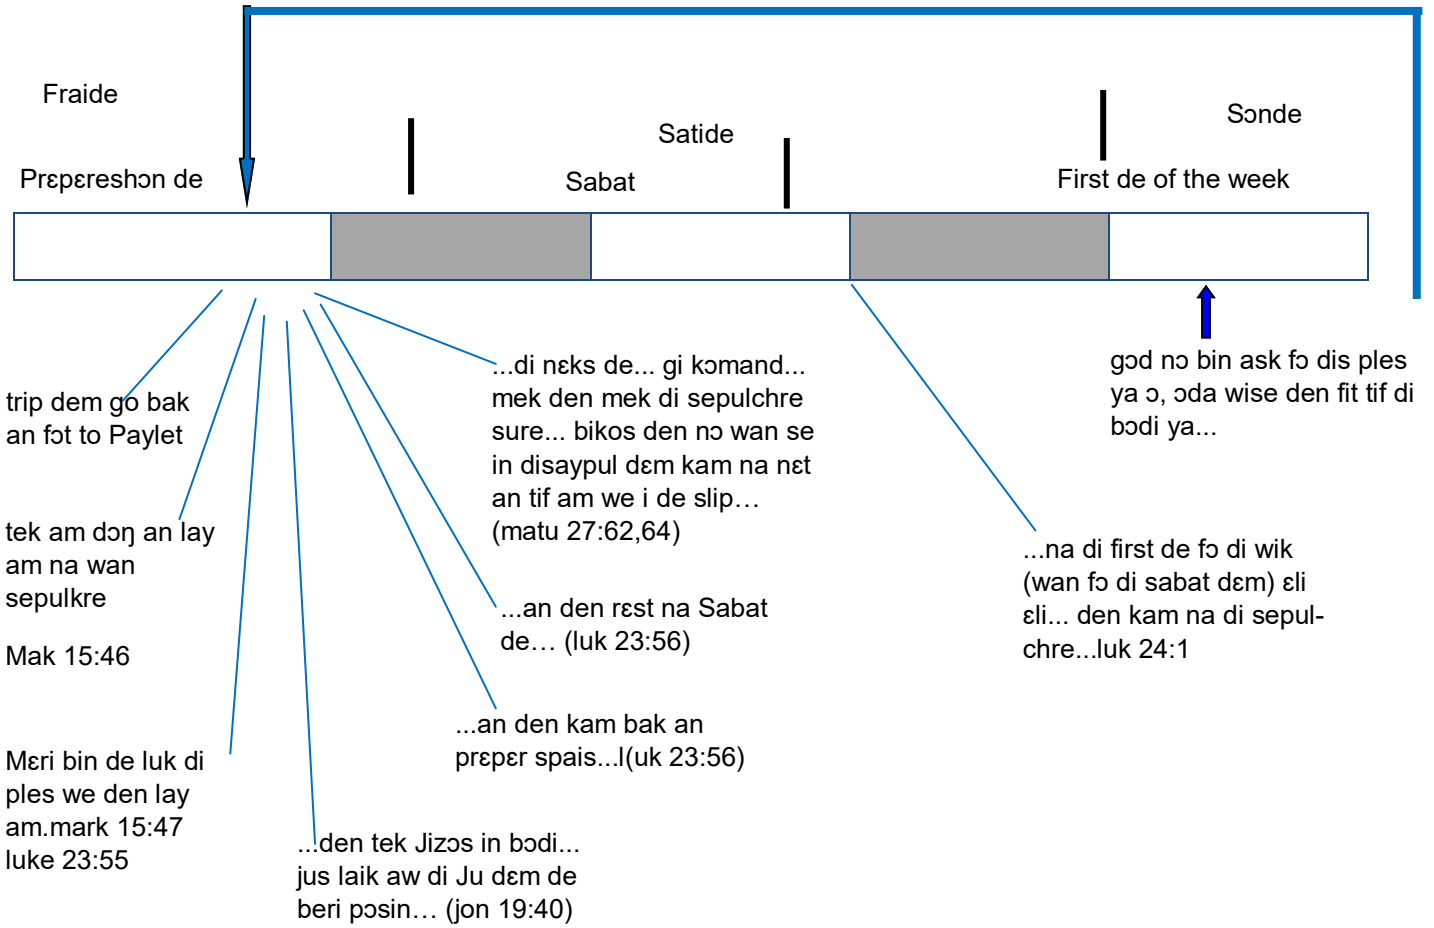 Fraide
Satide
Sɔnde
Prɛpɛreshɔn de
Sabat
First de of the week
trip dem go bak
an fɔt to Paylet
tek am dɔŋ an lay
am na wan
sepulkre
Mak 15:46
Mɛri bin de luk di
ples we den lay
am.mark 15:47
luke 23:55
...den tek Jizɔs in bɔdi...
jus laik aw di Ju dɛm de
beri pɔsin… (jon 19:40)
...an den kam bak an
prɛpɛr spais...l(uk 23:56)
...an den rɛst na Sabat
de… (luk 23:56)
...di nɛks de... gi kɔmand...
mek den mek di sepulchre
sure... bikos den nɔ wan se
in disaypul dɛm kam na nɛt
an tif am we i de slip…
(matu 27:62,64)
...na di first de fɔ di wik
(wan fɔ di sabat dɛm) ɛli
ɛli... den kam na di sepul-
chre...luk 24:1
gɔd nɔ bin ask fɔ dis ples
ya ɔ, ɔda wise den fit tif di
bɔdi ya...